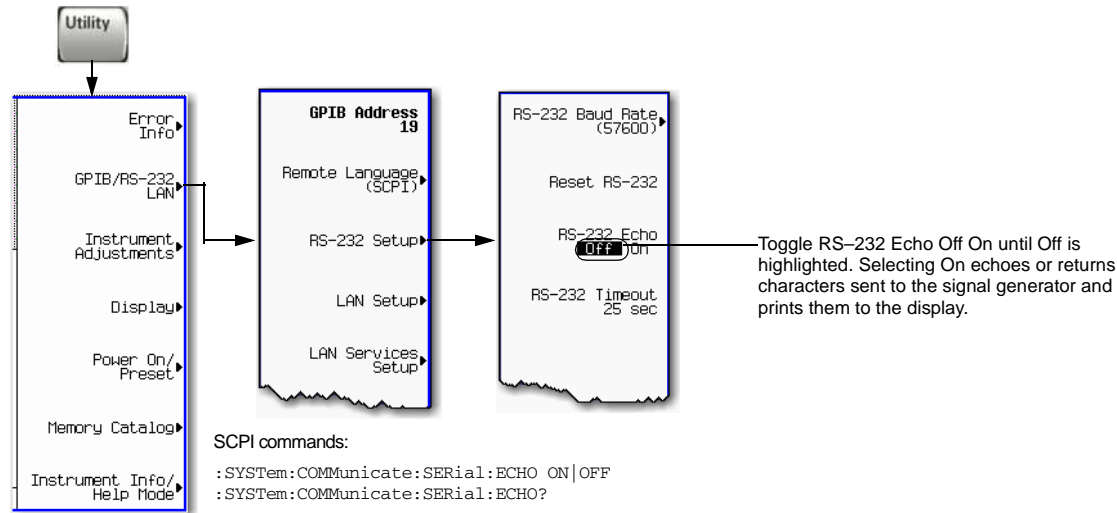 Utility
Error
Info
GPIB/RS-232
LAN
Instrument
Adjustments
Display
Power On/
Preset
Memory Catalog
Instrument Info/
Help Mode
GPIB Address
19
Remote Language
(SCPI)
RS-232 Setup
LAN Setup
LAN Services
Setup
RS-232 Baud Rate
(57600)
Reset RS-232
RS-232 Echo
Off On
RS-232 Timeout
25 sec
Toggle RS–232 Echo Off On until Off is
highlighted. Selecting On echoes or returns
characters sent to the signal generator and
prints them to the display.
SCPI commands:
:SYSTem:COMMunicate:SERial:ECHO ON|OFF
:SYSTem:COMMunicate:SERial:ECHO?